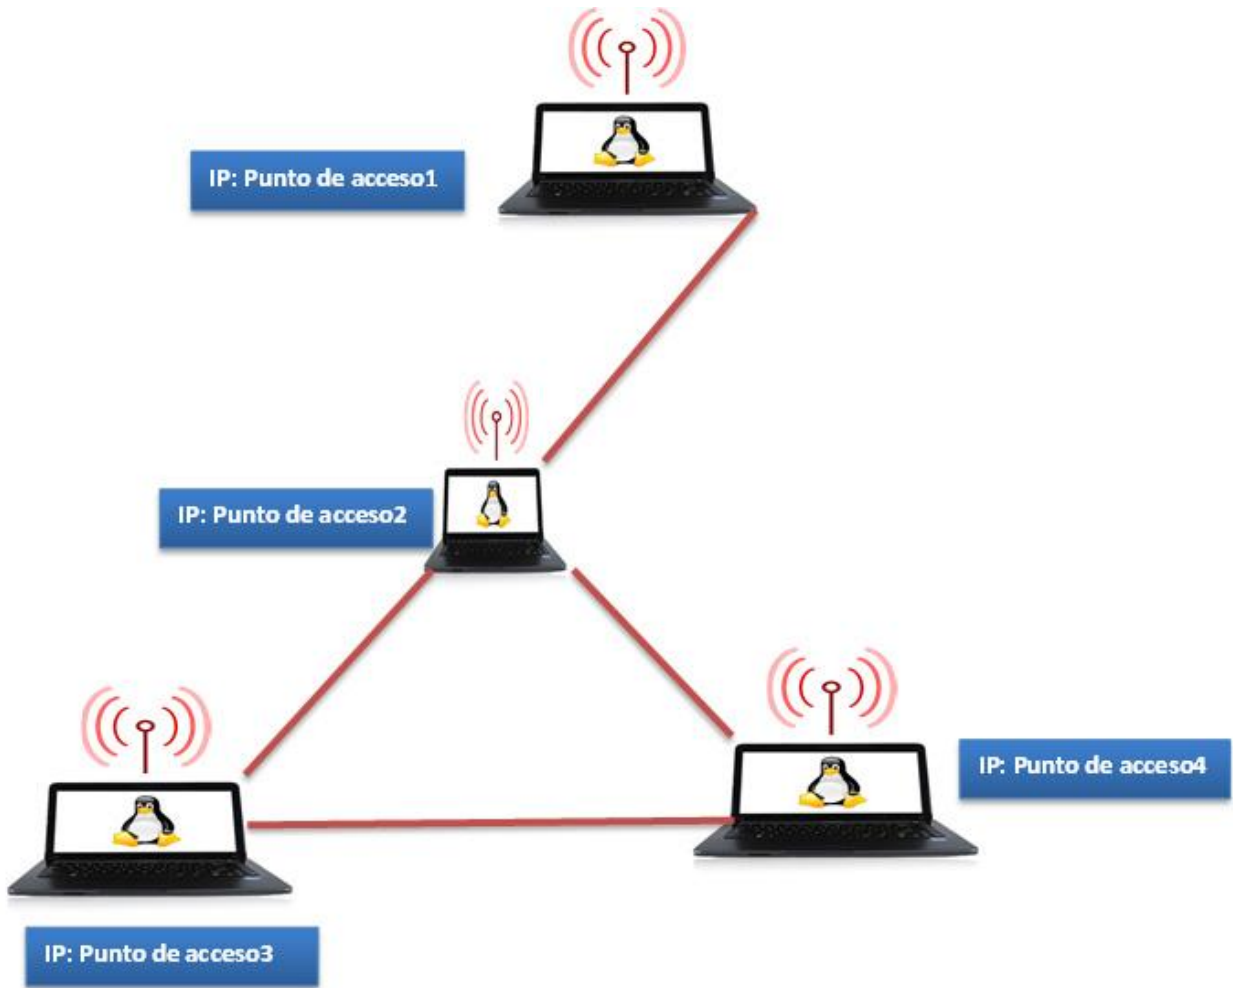 IP: Punto de acceso1
IP: Punto de acceso2
IP: Punto de acceso4
IP: Punto de acceso3